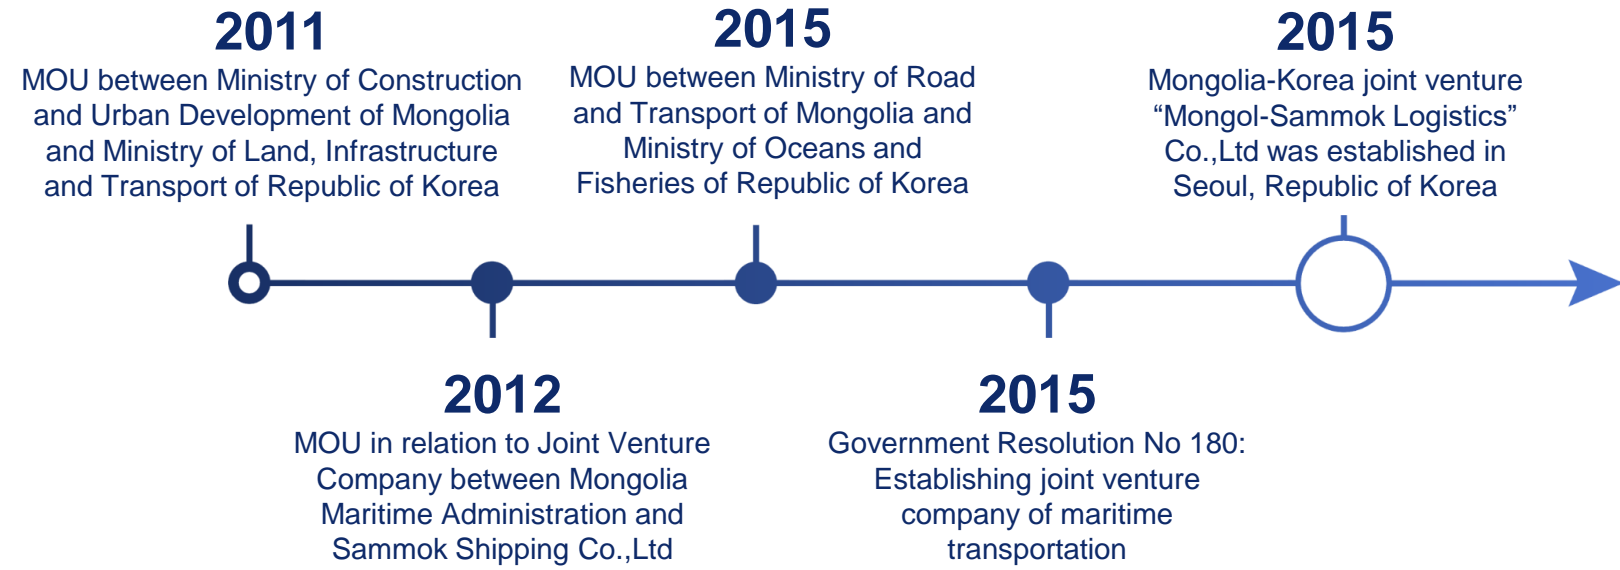 2011
MOU between Ministry of Construction
and Urban Development of Mongolia
and Ministry of Land, Infrastructure
and Transport of Republic of Korea
2015
MOU between Ministry of Road
and Transport of Mongolia and
Ministry of Oceans and
Fisheries of Republic of Korea
2015
Mongolia-Korea joint venture
“Mongol-Sammok Logistics”
Co.,Ltd was established in
Seoul, Republic of Korea
2012
MOU in relation to Joint Venture
Company between Mongolia
Maritime Administration and
Sammok Shipping Co.,Ltd
2015
Government Resolution No 180:
Establishing joint venture
company of maritime
transportation